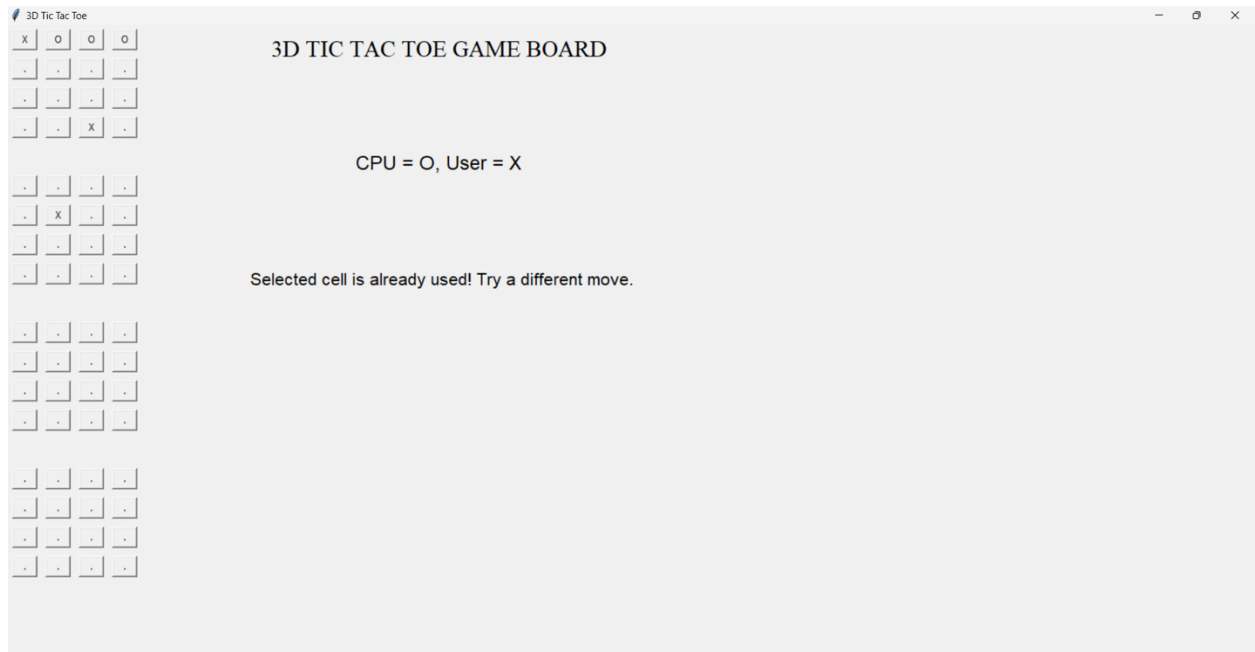 3D Tic Tac Toe
X O O O
3D TIC TAC TOE GAME BOARD
. . . .
. . . .
. . X .
CPU = O, User = X
. . . .
. X . .
. . . .
. . . .
Selected cell is already used! Try a different move.
. . . .
. . . .
. . . .
. . . .
. . . .
. . . .
. . . .
. . . .